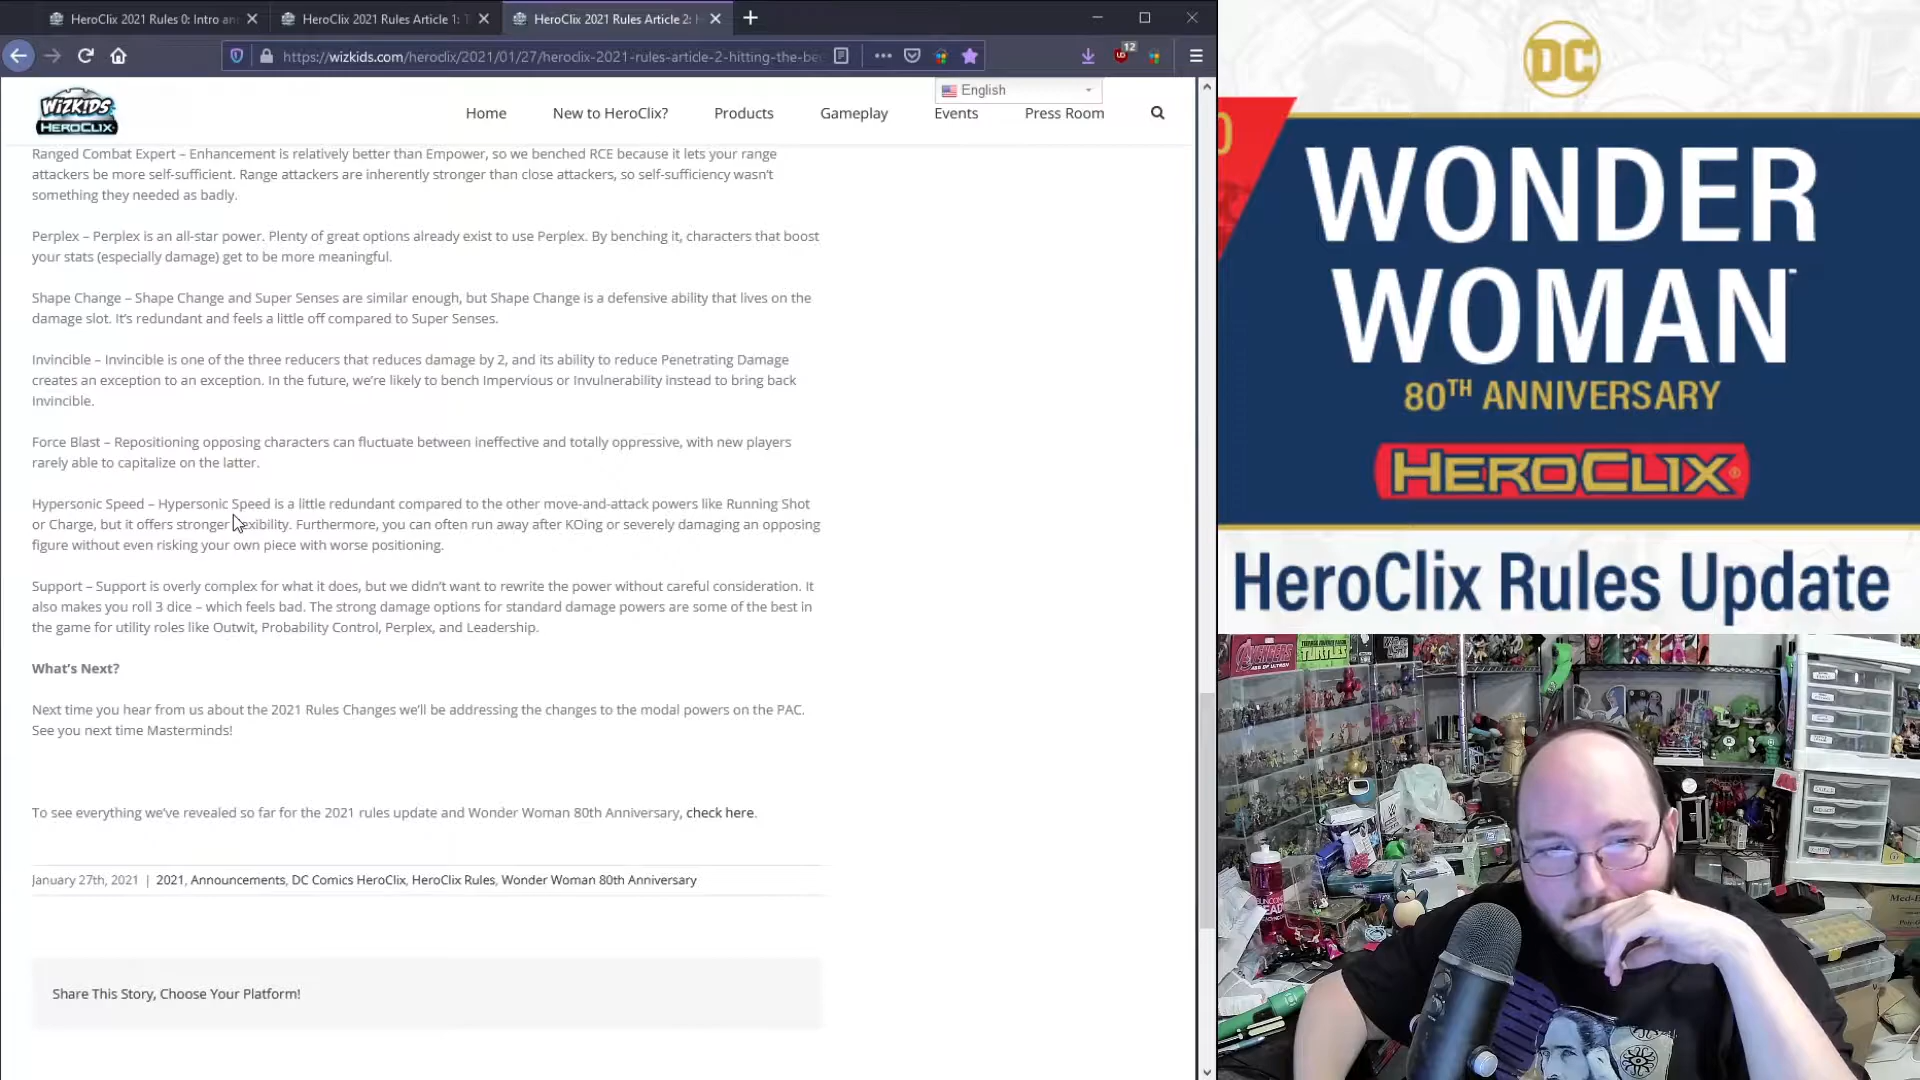 HeroClix 2021 Rules 0: Intro an
HeroClix 2021 Rules Article 1: T
HeroClix 2021 Rules Article 2: H
https://wizkids.com/heroclix/2021/01/27/heroclix-2021-rules-article-2-hitting-the-be
12
WIZKIDS
HEROCLIX
English
Home
New to HeroClix?
Products
Gameplay
Events
Press Room
Ranged Combat Expert – Enhancement is relatively better than Empower, so we benched RCE because it lets your range
attackers be more self-sufficient. Range attackers are inherently stronger than close attackers, so self-sufficiency wasn't
something they needed as badly.
Perplex – Perplex is an all-star power. Plenty of great options already exist to use Perplex. By benching it, characters that boost
your stats (especially damage) get to be more meaningful.
Shape Change – Shape Change and Super Senses are similar enough, but Shape Change is a defensive ability that lives on the
damage slot. It's redundant and feels a little off compared to Super Senses.
Invincible – Invincible is one of the three reducers that reduces damage by 2, and its ability to reduce Penetrating Damage
creates an exception to an exception. In the future, we're likely to bench Impervious or Invulnerability instead to bring back
Invincible.
Force Blast – Repositioning opposing characters can fluctuate between ineffective and totally oppressive, with new players
rarely able to capitalize on the latter.
Hypersonic Speed – Hypersonic Speed is a little redundant compared to the other move-and-attack powers like Running Shot
or Charge, but it offers stronger flexibility. Furthermore, you can often run away after KOing or severely damaging an opposing
figure without even risking your own piece with worse positioning.
Support – Support is overly complex for what it does, but we didn't want to rewrite the power without careful consideration. It
also makes you roll 3 dice – which feels bad. The strong damage options for standard damage powers are some of the best in
the game for utility roles like Outwit, Probability Control, Perplex, and Leadership.
What's Next?
Next time you hear from us about the 2021 Rules Changes we'll be addressing the changes to the modal powers on the PAC.
See you next time Masterminds!
To see everything we've revealed so far for the 2021 rules update and Wonder Woman 80th Anniversary, check here.
January 27th, 2021 | 2021, Announcements, DC Comics HeroClix, HeroClix Rules, Wonder Woman 80th Anniversary
Share This Story, Choose Your Platform!
DC
WONDER
WOMAN™
80TH ANNIVERSARY
HEROCLIX
HeroClix Rules Update
AVENGERS
TURTLES